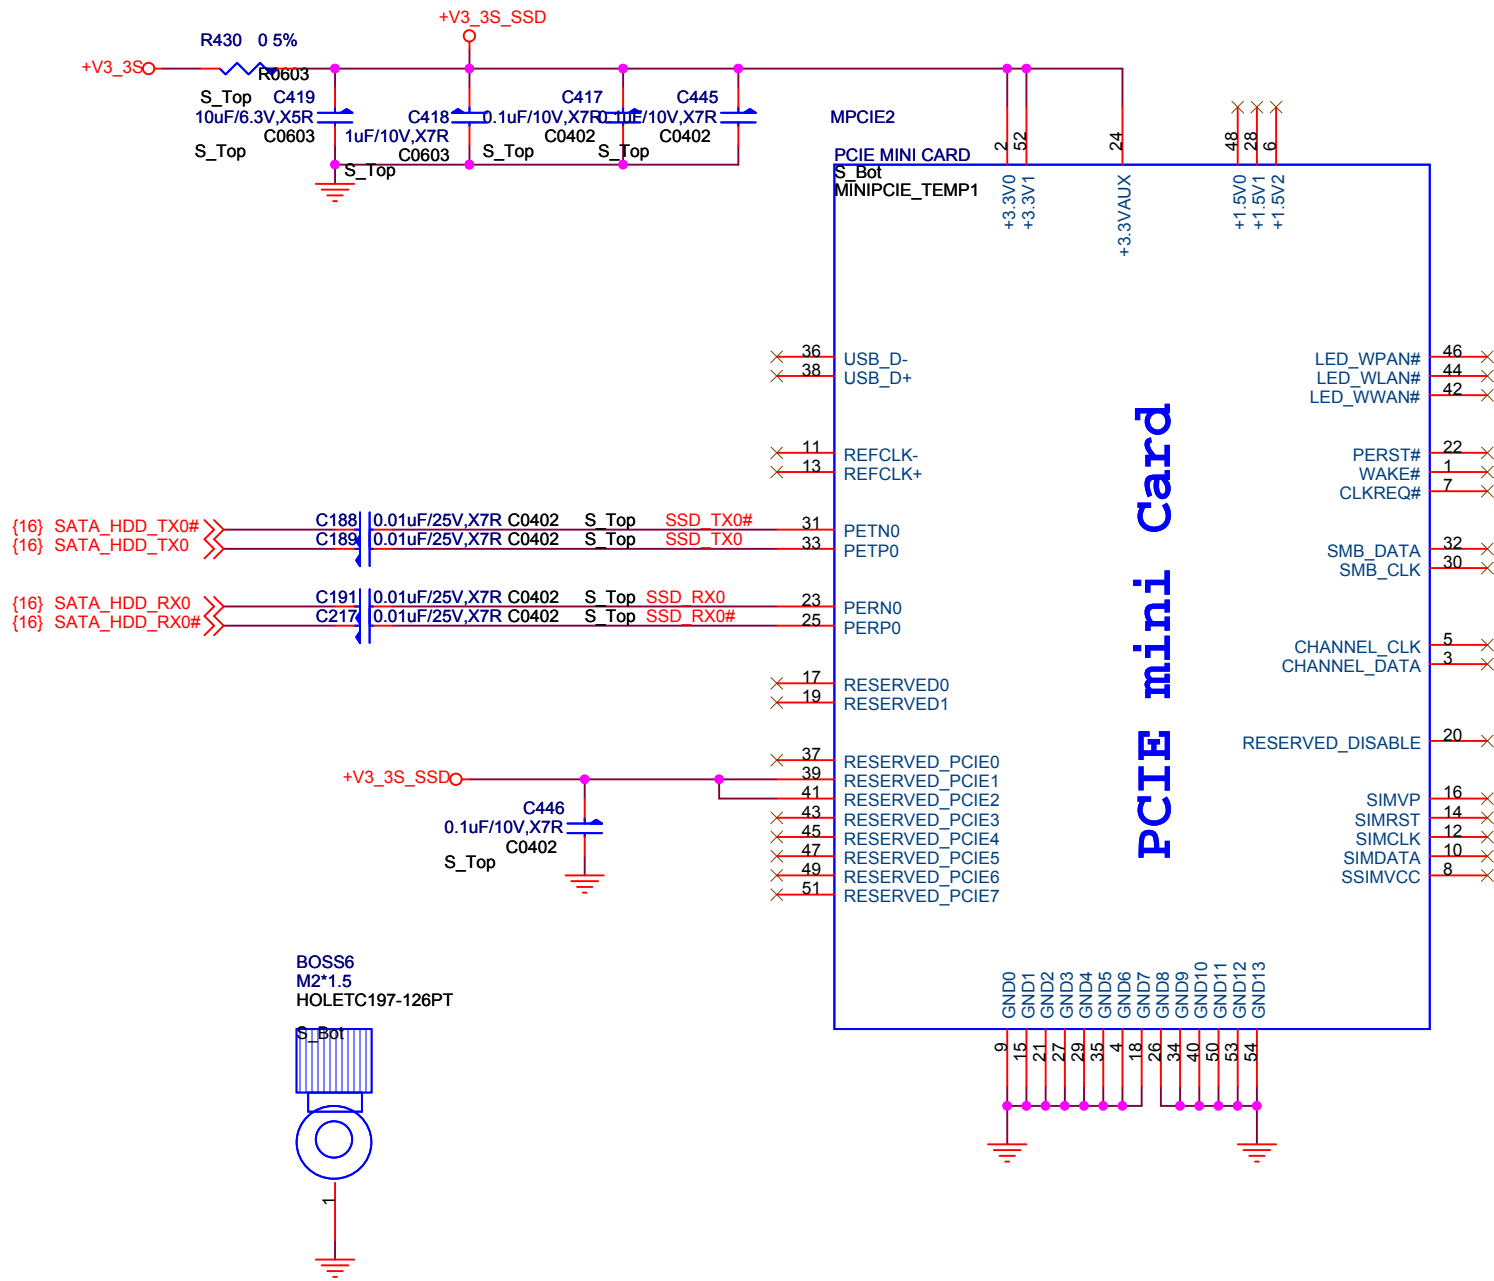 +V3_3S_SSD
R430 0 5%
+V3_3S
R0603
S_Top
C419
10uF/6.3V,X5R
C0603
S_Top
C418
1uF/10V,X7R
C0603
S_Top
C417
0.1uF/10V,X7R
C0402
S_Top
C445
0.1uF/10V,X7R
C0402
S_Top
MPCIE2
PCIE MINI CARD
S_Bot
MINIPCIE_TEMP1
2 +3.3V0
52 +3.3V1
24 +3.3VAUX
48 +1.5V0
28 +1.5V1
6 +1.5V2
36 USB_D-
38 USB_D+
11 REFCLK-
13 REFCLK+
{16} SATA_HDD_TX0# C188 0.01uF/25V,X7R C0402 S_Top SSD_TX0# 31 PETN0
{16} SATA_HDD_TX0 C189 0.01uF/25V,X7R C0402 S_Top SSD_TX0 33 PETP0
{16} SATA_HDD_RX0 C191 0.01uF/25V,X7R C0402 S_Top SSD_RX0 23 PERN0
{16} SATA_HDD_RX0# C217 0.01uF/25V,X7R C0402 S_Top SSD_RX0# 25 PERP0
17 RESERVED0
19 RESERVED1
37 RESERVED_PCIE0
+V3_3S_SSD 39 RESERVED_PCIE1
41 RESERVED_PCIE2
43 RESERVED_PCIE3
45 RESERVED_PCIE4
47 RESERVED_PCIE5
49 RESERVED_PCIE6
51 RESERVED_PCIE7
C446
0.1uF/10V,X7R
C0402
S_Top
PCIE mini Card
LED_WPAN# 46
LED_WLAN# 44
LED_WWAN# 42
PERST# 22
WAKE# 1
CLKREQ# 7
SMB_DATA 32
SMB_CLK 30
CHANNEL_CLK 5
CHANNEL_DATA 3
RESERVED_DISABLE 20
SIMVP 16
SIMRST 14
SIMCLK 12
SIMDATA 10
SSIMVCC 8
GND0 9
GND1 15
GND2 21
GND3 27
GND4 29
GND5 35
GND6 4
GND7 18
GND8 26
GND9 34
GND10 40
GND11 50
GND12 53
GND13 54
BOSS6
M2*1.5
HOLETC197-126PT
S_Bot
1